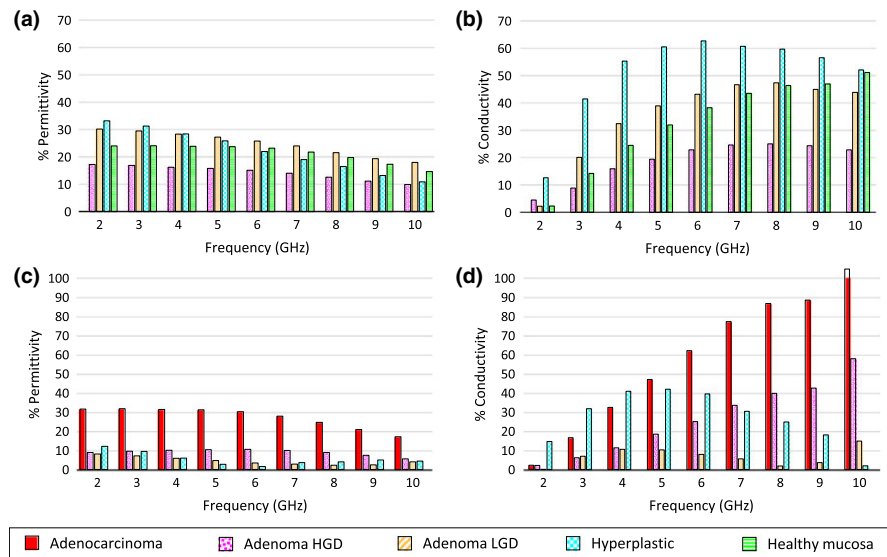 (a)
70
60
50
40
30
20
10
0
% Permittivity
2 3 4 5 6 7 8 9 10
Frequency (GHz)
(b)
70
60
50
40
30
20
10
0
% Conductivity
2 3 4 5 6 7 8 9 10
Frequency (GHz)
(c)
100
90
80
70
60
50
40
30
20
10
0
% Permittivity
2 3 4 5 6 7 8 9 10
Frequency (GHz)
(d)
100
90
80
70
60
50
40
30
20
10
0
% Conductivity
2 3 4 5 6 7 8 9 10
Frequency (GHz)
Adenocarcinoma Adenoma HGD Adenoma LGD Hyperplastic Healthy mucosa